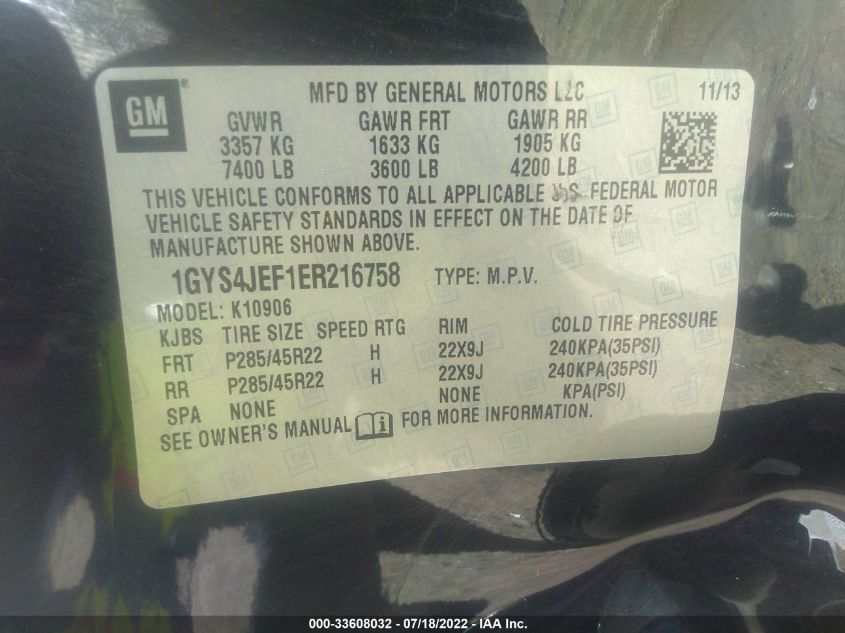 GM ®
MFD BY GENERAL MOTORS LLC 11/13
GVWR GAWR FRT GAWR RR
3357 KG 1633 KG 1905 KG
7400 LB 3600 LB 4200 LB
THIS VEHICLE CONFORMS TO ALL APPLICABLE U.S. FEDERAL MOTOR
VEHICLE SAFETY STANDARDS IN EFFECT ON THE DATE OF
MANUFACTURE SHOWN ABOVE.
1GYS4JEF1ER216758 TYPE: M.P.V.
MODEL: K10906
KJBS TIRE SIZE SPEED RTG RIM COLD TIRE PRESSURE
FRT P285/45R22 H 22X9J 240KPA(35PSI)
RR P285/45R22 H 22X9J 240KPA(35PSI)
SPA NONE NONE KPA(PSI)
SEE OWNER'S MANUAL i FOR MORE INFORMATION.
000-33608032 - 07/18/2022 - IAA Inc.